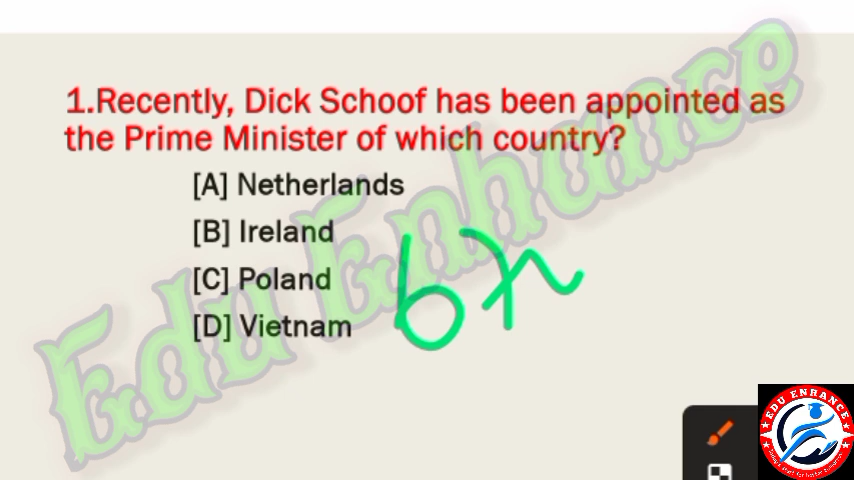 1.Recently, Dick Schoof has been appointed as
the Prime Minister of which country?
[A] Netherlands
[B] Ireland
[C] Poland
[D] Vietnam
Edu Enhance
EDU ENHANCE